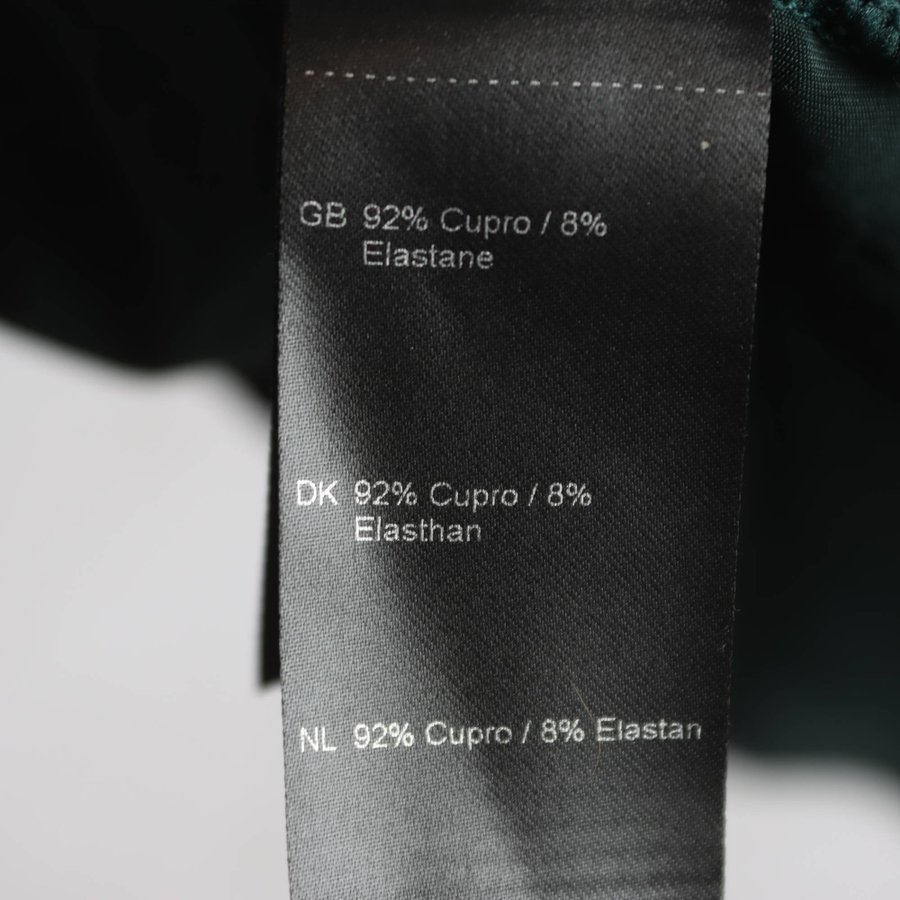 GB 92% Cupro / 8%
Elastane
DK 92% Cupro / 8%
Elasthan
NL 92% Cupro / 8% Elastan